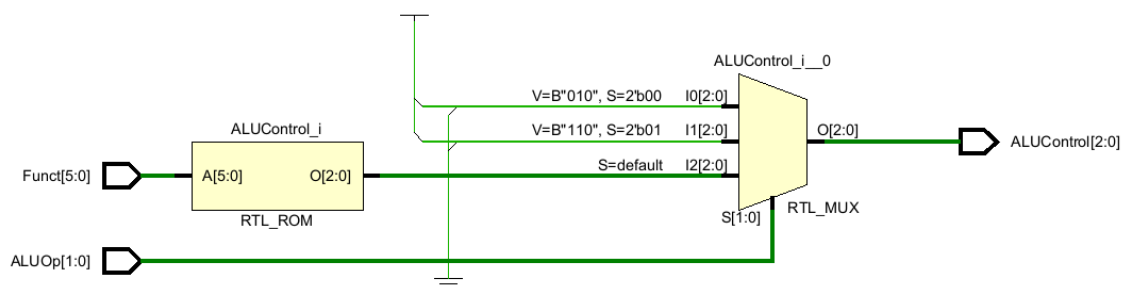 ALUControl_i__0
V=B"010", S=2'b00 I0[2:0]
ALUControl_i
V=B"110", S=2'b01 I1[2:0] O[2:0] ALUControl[2:0]
Funct[5:0] A[5:0] O[2:0] S=default I2[2:0]
RTL_ROM S[1:0] RTL_MUX
ALUOp[1:0]